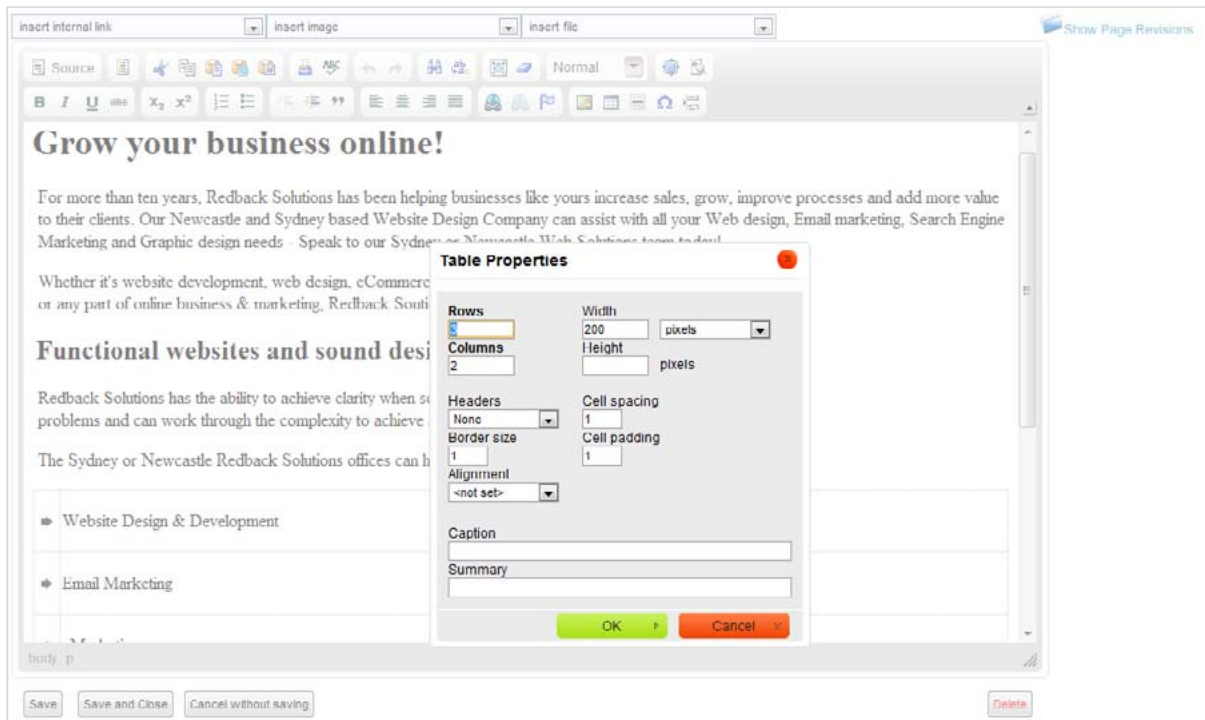 insert internal link insert image insert file Show Page Revisions
Source ABC Normal
B I U abc X₂ X²
Grow your business online!
For more than ten years, Redback Solutions has been helping businesses like yours increase sales, grow, improve processes and add more value
to their clients. Our Newcastle and Sydney based Website Design Company can assist with all your Web design, Email marketing, Search Engine
Marketing and Graphic design needs - Speak to our Sydney or Newcastle Web Solutions team today!
Table Properties
Whether it's website development, web design, eCommerc
or any part of online business & marketing, Redback Souti
Rows Width
3 200 pixels
Columns Height
2 pixels
Functional websites and sound desi
Redback Solutions has the ability to achieve clarity when s
problems and can work through the complexity to achieve
Headers Cell spacing
None 1
Border size Cell padding
1 1
The Sydney or Newcastle Redback Solutions offices can h
Alignment
<not set>
Website Design & Development
Caption
Summary
Email Marketing
OK Cancel
body p
Save Save and Close Cancel without saving Delete